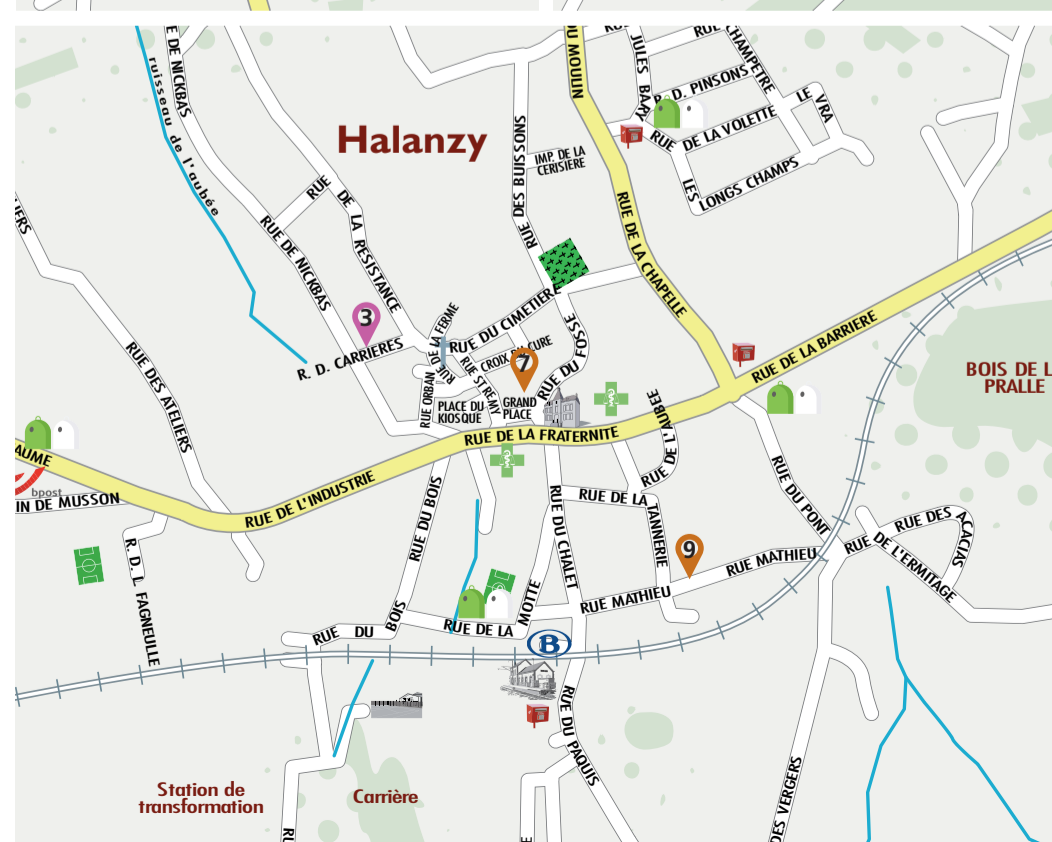 E DE NICKBAS
ruisseau de l'aubée
Halanzy
DU MOULIN
JULES BARY
RUE CHAMPETRE
R. D. PINSONS
LE VRA
RUE DE LA VOLETTE
LES LONGS CHAMPS
RUE DES BUISSONS
IMP. DE LA
CERISIERE
RUE DE LA RESISTANCE
RUE DE NICKBAS
RUE DE LA CHAPELLE
LIERS
3
R. D. CARRIERES
RUE DE LA FERME
RUE DU CIMETIERE
CROIX DU CURE
RUE DU FOSSE
7
RUE ORBAN
RUE ST REMY
PLACE DU
KIOSQUE
GRAND
PLACE
RUE DE LA BARRIERE
BOIS DE L
PRALLE
RUE DES ATELIERS
RUE DE LA FRATERNITE
RUE DE L'AUBEE
AUME
bpost
IN DE MUSSON
RUE DE L'INDUSTRIE
RUE DU BOIS
RUE DU CHALET
RUE DE LA TANNERIE
RUE DU PONT
RUE DES ACACIAS
RUE DE L'ERMITAGE
9
RUE MATHIEU
RUE MATHIEU
R. D. L. FAGNEULLE
RUE DU BOIS
RUE DE LA MOTTE
B
RUE DU PAQUIS
Station de
transformation
Carrière
DES VERGERS
RU
E